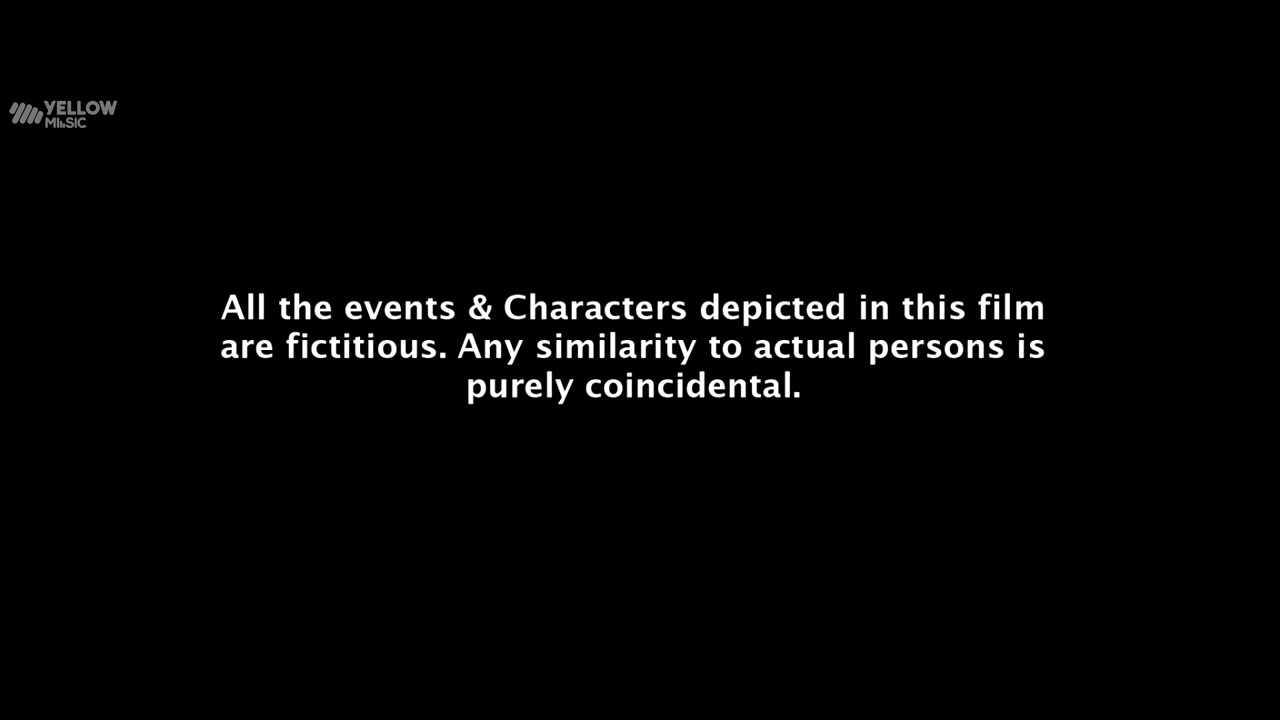 YELLOW
MUSIC
All the events & Characters depicted in this film
are fictitious. Any similarity to actual persons is
purely coincidental.